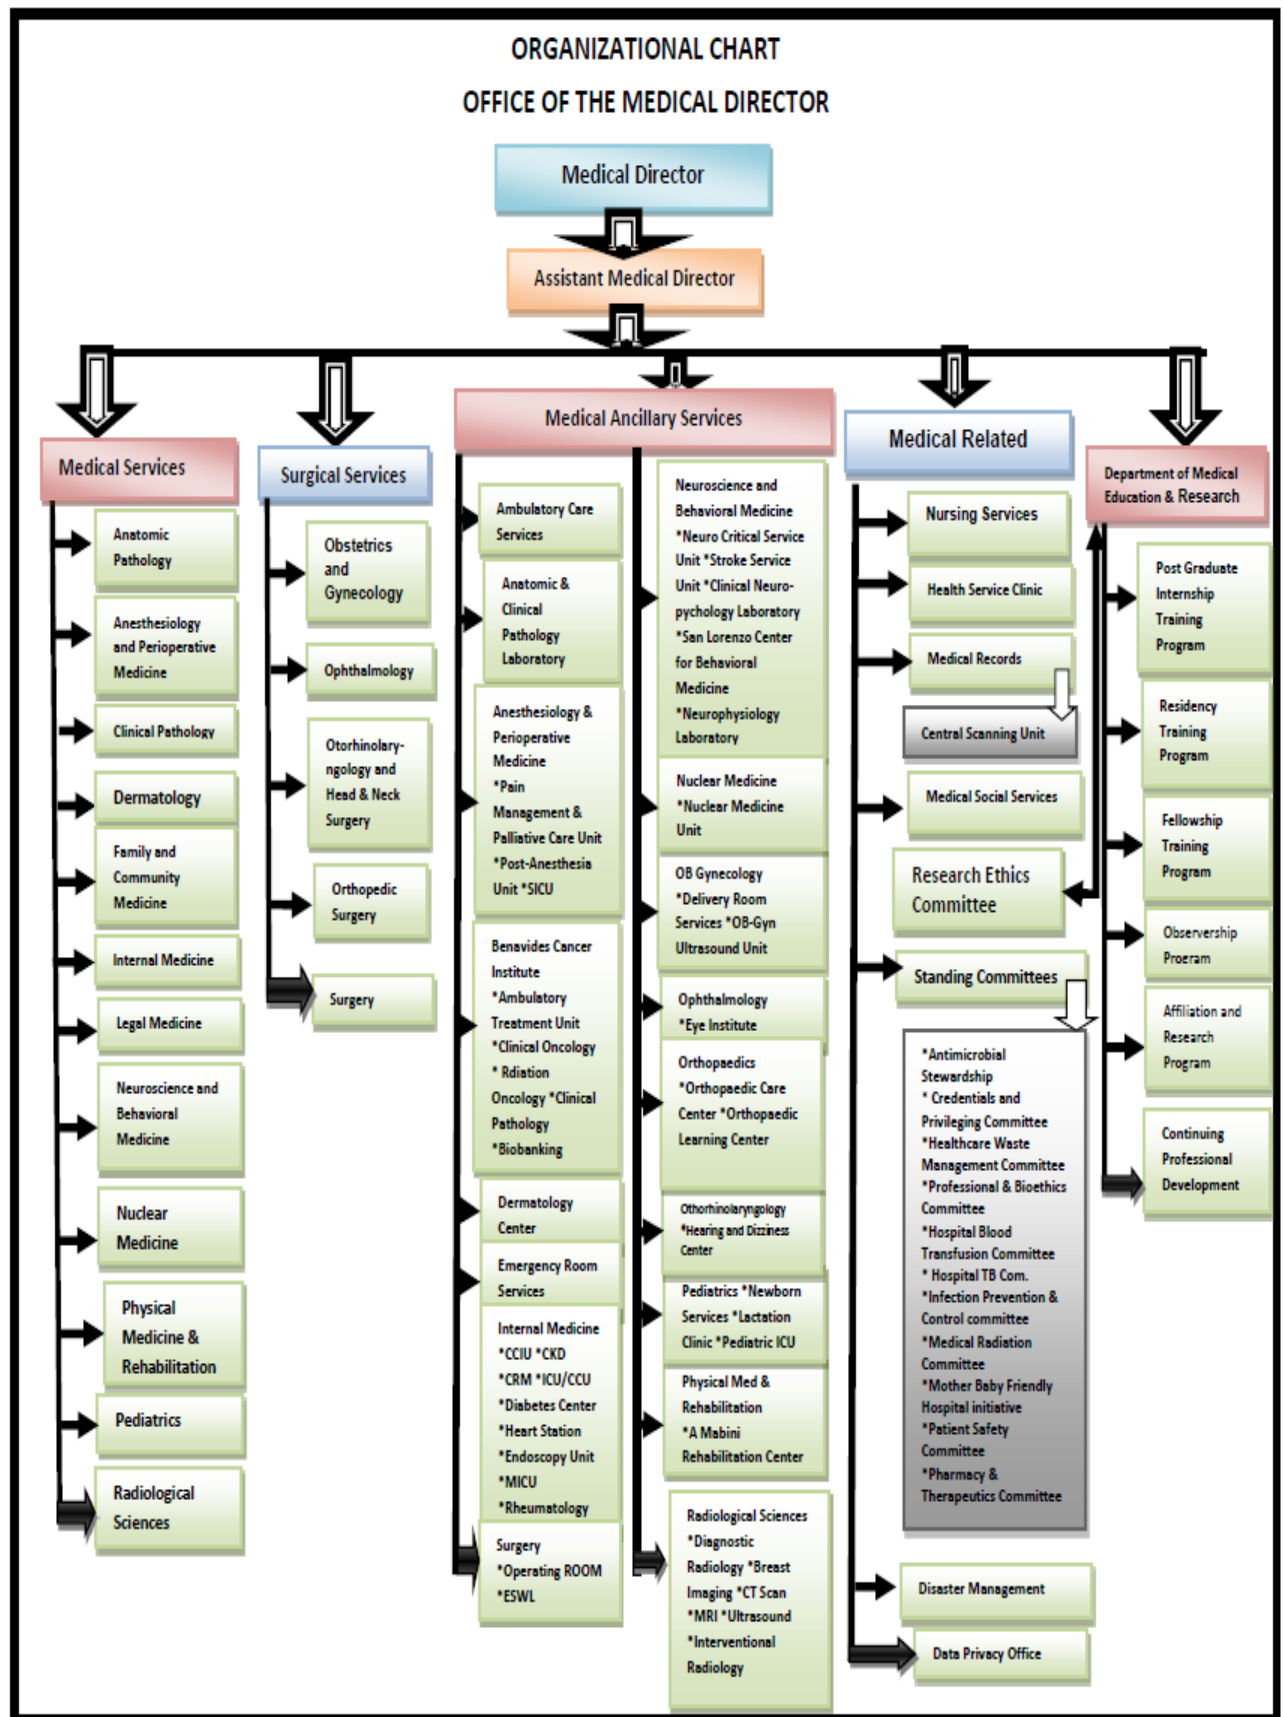 ORGANIZATIONAL CHART
OFFICE OF THE MEDICAL DIRECTOR
Medical Director
Assistant Medical Director
Medical Services
Anatomic
Pathology
Anesthesiology
and Perioperative
Medicine
Clinical Pathology
Dermatology
Family and
Community
Medicine
Internal Medicine
Legal Medicine
Neuroscience and
Behavioral
Medicine
Nuclear
Medicine
Physical
Medicine &
Rehabilitation
Pediatrics
Radiological
Sciences
Surgical Services
Obstetrics
and
Gynecology
Ophthalmology
Otorhinolary-
ngology and
Head & Neck
Surgery
Orthopedic
Surgery
Surgery
Medical Ancillary Services
Ambulatory Care
Services
Anatomic &
Clinical
Pathology
Laboratory
Anesthesiology &
Perioperative
Medicine
*Pain
Management &
Palliative Care Unit
*Post-Anesthesia
Unit *SICU
Benavides Cancer
Institute
*Ambulatory
Treatment Unit
*Clinical Oncology
* Rdiation
Oncology *Clinical
Pathology
*Biobanking
Dermatology
Center
Emergency Room
Services
Internal Medicine
*CCIU *CKD
*CRM *ICU/CCU
*Diabetes Center
*Heart Station
*Endoscopy Unit
*MICU
*Rheumatology
Surgery
*Operating ROOM
*ESWL
Neuroscience and
Behavioral Medicine
*Neuro Critical Service
Unit *Stroke Service
Unit *Clinical Neuro-
pychology Laboratory
*San Lorenzo Center
for Behavioral
Medicine
*Neurophysiology
Laboratory
Nuclear Medicine
*Nuclear Medicine
Unit
OB Gynecology
*Delivery Room
Services *OB-Gyn
Ultrasound Unit
Ophthalmology
*Eye Institute
Orthopaedics
*Orthopaedic Care
Center *Orthopaedic
Learning Center
Othorhinolaryngology
*Hearing and Dizziness
Center
Pediatrics *Newborn
Services *Lactation
Clinic *Pediatric ICU
Physical Med &
Rehabilitation
*A Mabini
Rehabilitation Center
Radiological Sciences
*Diagnostic
Radiology *Breast
Imaging *CT Scan
*MRI *Ultrasound
*Interventional
Radiology
Medical Related
Nursing Services
Health Service Clinic
Medical Records
Central Scanning Unit
Medical Social Services
Research Ethics
Committee
Standing Committees
*Antimicrobial
Stewardship
* Credentials and
Privileging Committee
*Healthcare Waste
Management Committee
*Professional & Bioethics
Committee
*Hospital Blood
Transfusion Committee
* Hospital TB Com.
*Infection Prevention &
Control committee
*Medical Radiation
Committee
*Mother Baby Friendly
Hospital initiative
*Patient Safety
Committee
*Pharmacy &
Therapeutics Committee
Disaster Management
Data Privacy Office
Department of Medical
Education & Research
Post Graduate
Internship
Training
Program
Residency
Training
Program
Fellowship
Training
Program
Observership
Program
Affiliation and
Research
Program
Continuing
Professional
Development